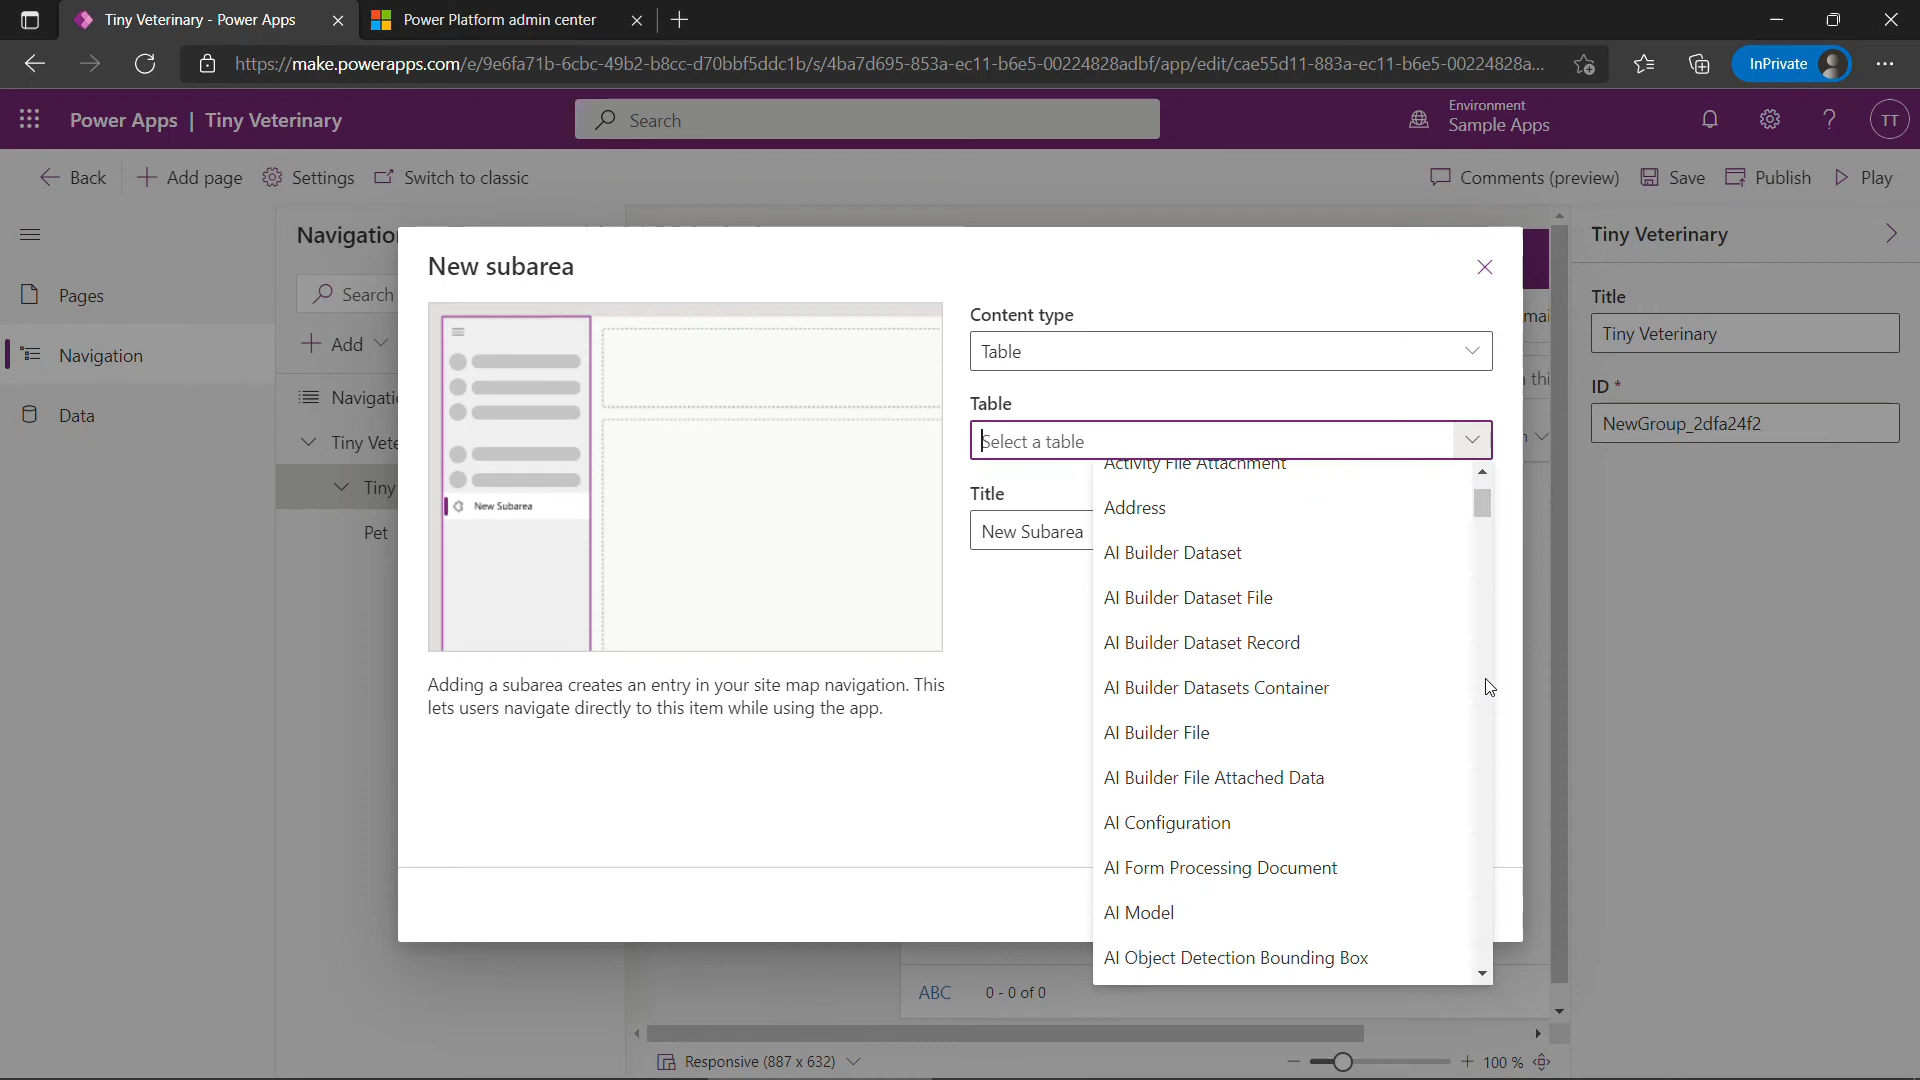 Tiny Veterinary - Power Apps
Power Platform admin center
https://make.powerapps.com/e/9e6fa71b-6cbc-49b2-b8cc-d70bbf5ddc1b/s/4ba7d695-853a-ec11-b6e5-00224828adbf/app/edit/cae55d11-883a-ec11-b6e5-00224828a...
InPrivate
Power Apps | Tiny Veterinary
Search
Environment
Sample Apps
TT
Back
Add page
Settings
Switch to classic
Comments (preview)
Save
Publish
Play
Pages
Navigation
Data
Navigation
Search
Add
Navigati
Tiny Vete
Tiny
Pet
New subarea
New Subarea
Adding a subarea creates an entry in your site map navigation. This
lets users navigate directly to this item while using the app.
Content type
Table
Table
Select a table
Title
New Subarea
Activity File Attachment
Address
AI Builder Dataset
AI Builder Dataset File
AI Builder Dataset Record
AI Builder Datasets Container
AI Builder File
AI Builder File Attached Data
AI Configuration
AI Form Processing Document
AI Model
AI Object Detection Bounding Box
ABC
0 - 0 of 0
Responsive (887 x 632)
100 %
Tiny Veterinary
Title
Tiny Veterinary
ID *
NewGroup_2dfa24f2